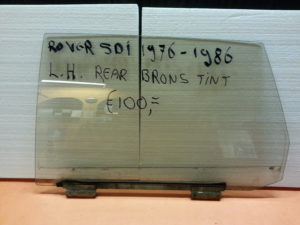 ROVER SD1 1976-1986
L.H. REAR BRONS TINT
€100,=